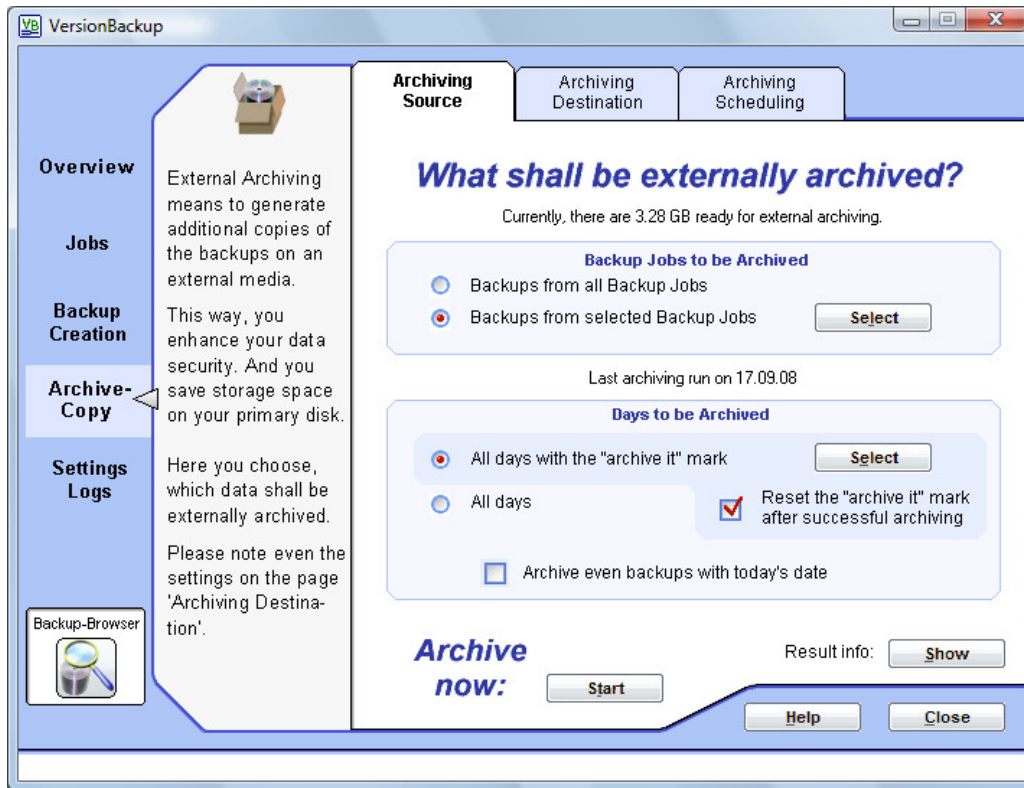 VB VersionBackup
Overview
Jobs
Backup
Creation
Archive-
Copy
Settings
Logs
Backup-Browser
External Archiving
means to generate
additional copies of
the backups on an
external media.
This way, you
enhance your data
security. And you
save storage space
on your primary disk.
Here you choose,
which data shall be
externally archived.
Please note even the
settings on the page
'Archiving Destina-
tion'.
Archiving
Source
Archiving
Destination
Archiving
Scheduling
What shall be externally archived?
Currently, there are 3.28 GB ready for external archiving.
Backup Jobs to be Archived
Backups from all Backup Jobs
Backups from selected Backup Jobs
Select
Last archiving run on 17.09.08
Days to be Archived
All days with the "archive it" mark
Select
All days
Reset the "archive it" mark
after successful archiving
Archive even backups with today's date
Archive
now:
Start
Result info:
Show
Help
Close